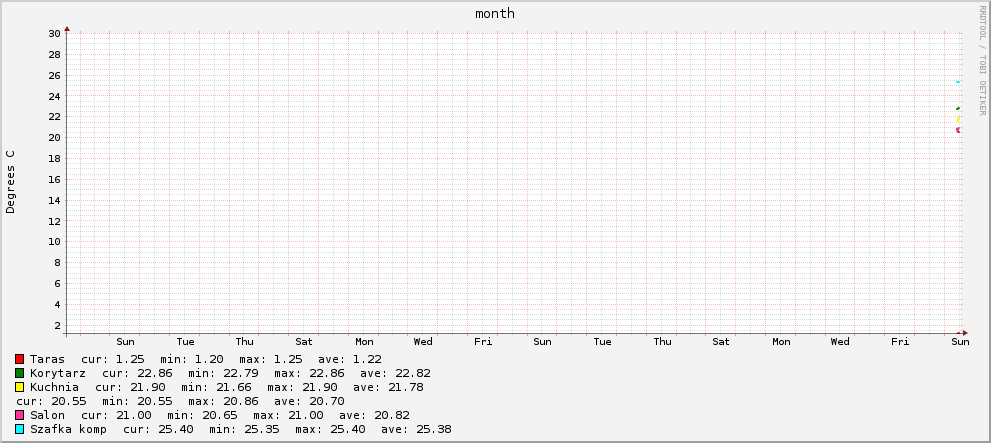 month
RRDTOOL / TOBI OETIKER
Degrees C
30
28
26
24
22
20
18
16
14
12
10
8
6
4
2
Sun Tue Thu Sat Mon Wed Fri Sun Tue Thu Sat Mon Wed Fri Sun
Taras cur: 1.25 min: 1.20 max: 1.25 ave: 1.22
Korytarz cur: 22.86 min: 22.79 max: 22.86 ave: 22.82
Kuchnia cur: 21.90 min: 21.66 max: 21.90 ave: 21.78
cur: 20.55 min: 20.55 max: 20.86 ave: 20.70
Salon cur: 21.00 min: 20.65 max: 21.00 ave: 20.82
Szafka komp cur: 25.40 min: 25.35 max: 25.40 ave: 25.38